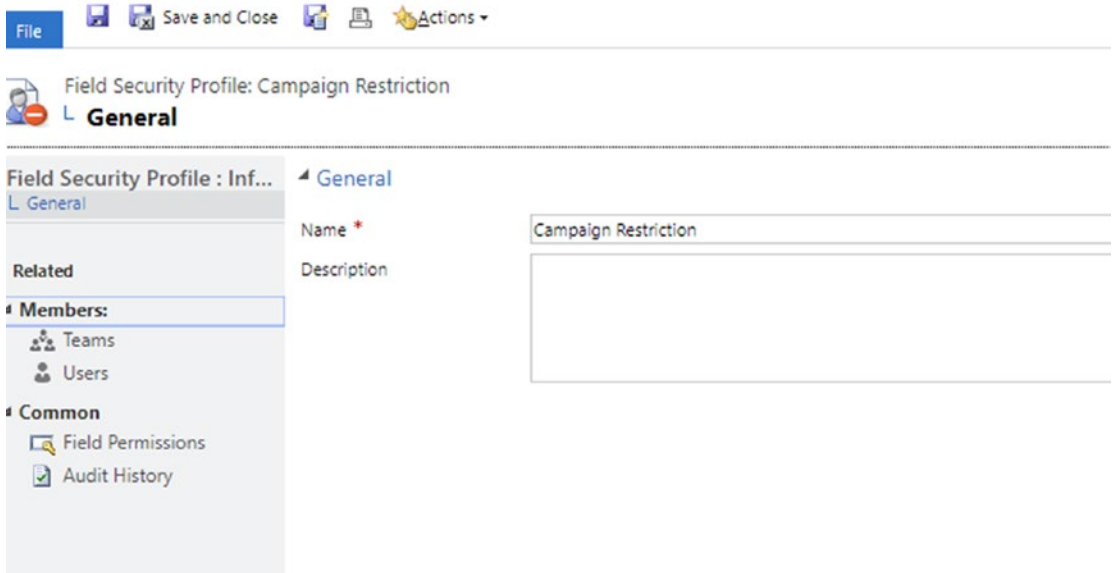 File
Save and Close
Actions
Field Security Profile: Campaign Restriction
General
Field Security Profile : Inf...
General
Related
Members:
Teams
Users
Common
Field Permissions
Audit History
General
Name *
Campaign Restriction
Description